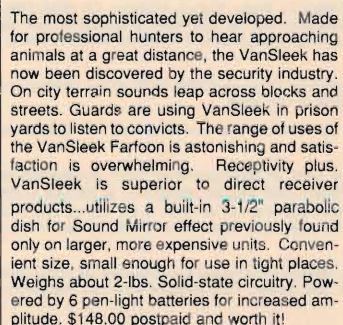 The most sophisticated yet developed. Made
for professional hunters to hear approaching
animals at a great distance, the VanSleek has
now been discovered by the security industry.
On city terrain sounds leap across blocks and
streets. Guards are using VanSleek in prison
yards to listen to convicts. The range of uses of
the VanSleek Farfoon is astonishing and satis-
faction is overwhelming. Receptivity plus.
VanSleek is superior to direct receiver
products...utilizes a built-in 3-1/2" parabolic
dish for Sound Mirror effect previously found
only on larger, more expensive units. Conven-
ient size, small enough for use in tight places.
Weighs about 2-lbs. Solid-state circuitry. Pow-
ered by 6 pen-light batteries for increased am-
plitude. $148.00 postpaid and worth it!